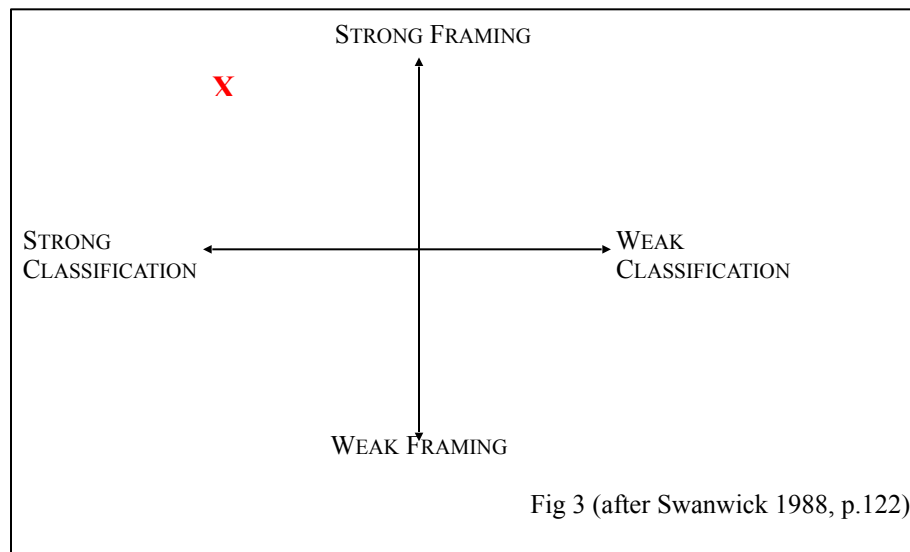 STRONG FRAMING
X
STRONG
CLASSIFICATION
WEAK
CLASSIFICATION
WEAK FRAMING
Fig 3 (after Swanwick 1988, p.122)